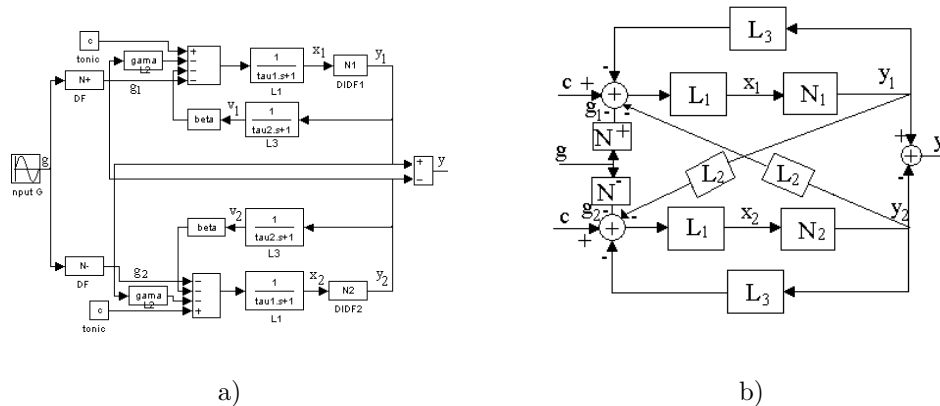 c
tonic
+
−
−
−
gama
L2
N+
DF
g1
1
tau1.s+1
L1
x1
N1
DIDF1
y1
beta
v1
1
tau2.s+1
L3
g
nput G
+
−
y
beta
v2
1
tau2.s+1
L3
N-
DF
g2
−
−
−
+
gama
L2
c
tonic
1
tau1.s+1
L1
x2
N2
DIDF2
y2
a)
L3
-
c +
+
g1 - -
L1
x1
N1
y1
N+
g
N-
L2
L2
+
+
-
y
g2 - -
c
+
+
-
L1
x2
N2
y2
L3
b)